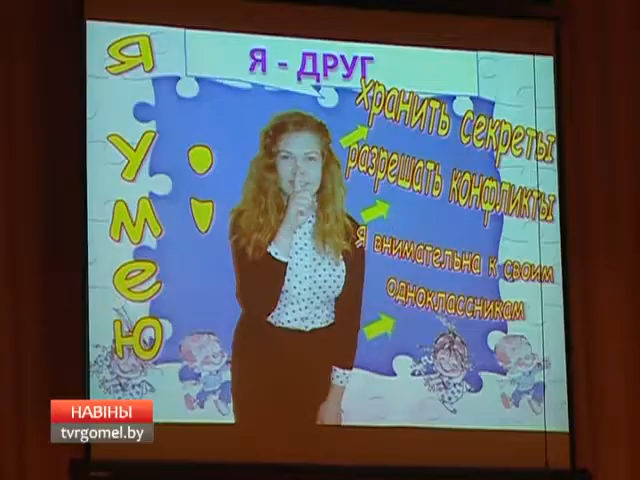 Я - ДРУГ
Я
УМЕЮ
:
хранить секреты
разрешать конфликты
я внимательна к своим
одноклассникам
НАВІНЫ
tvrgomel.by